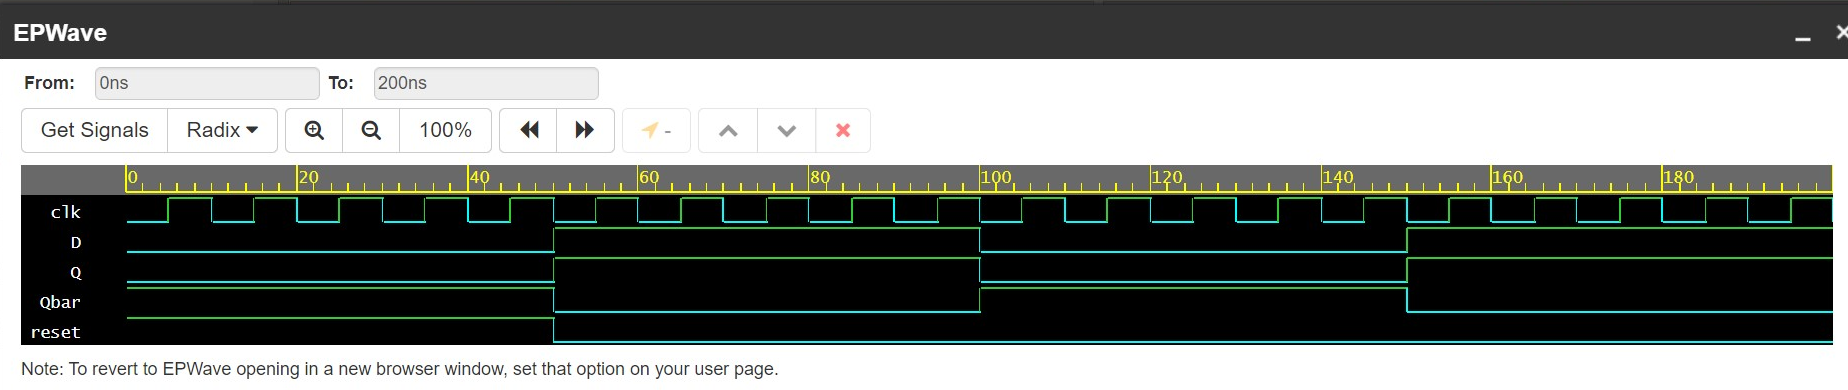 EPWave
From: 0ns To: 200ns
Get Signals Radix 100% -
0 20 40 60 80 100 120 140 160 180
clk
D
Q
Qbar
reset
Note: To revert to EPWave opening in a new browser window, set that option on your user page.